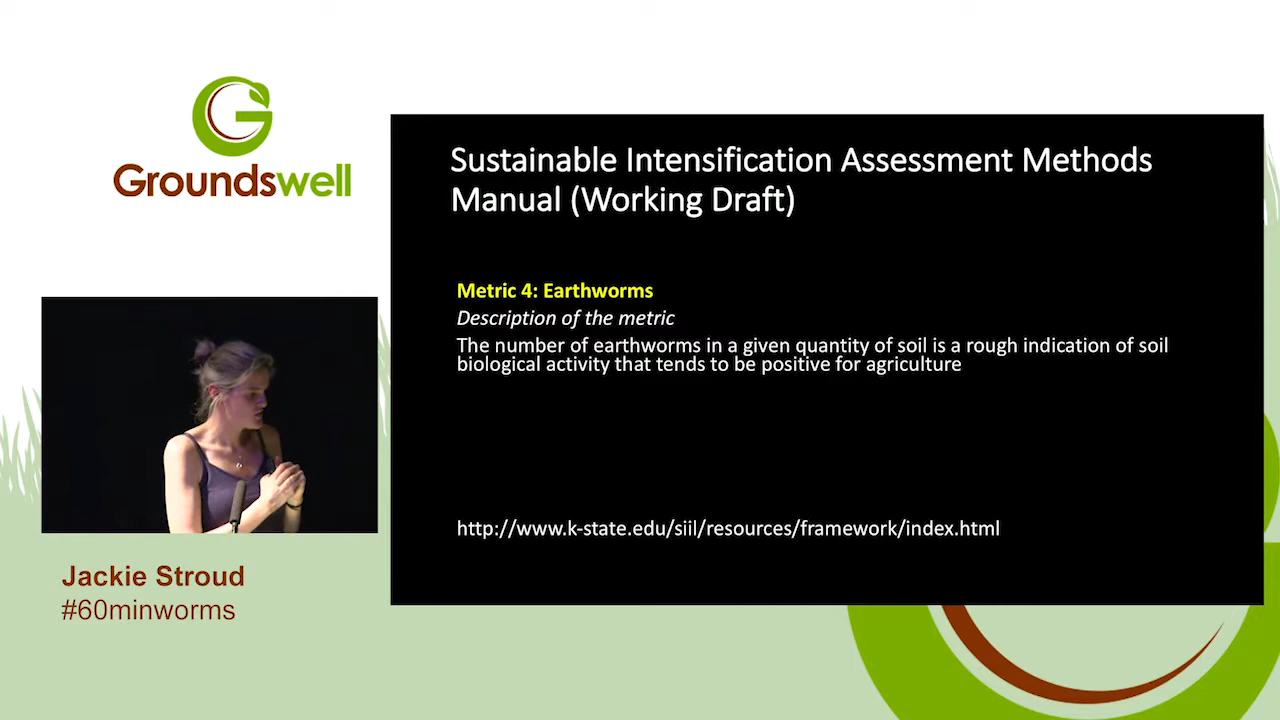 Groundswell
Sustainable Intensification Assessment Methods
Manual (Working Draft)
Metric 4: Earthworms
Description of the metric
The number of earthworms in a given quantity of soil is a rough indication of soil
biological activity that tends to be positive for agriculture
http://www.k-state.edu/siil/resources/framework/index.html
Jackie Stroud
#60minworms